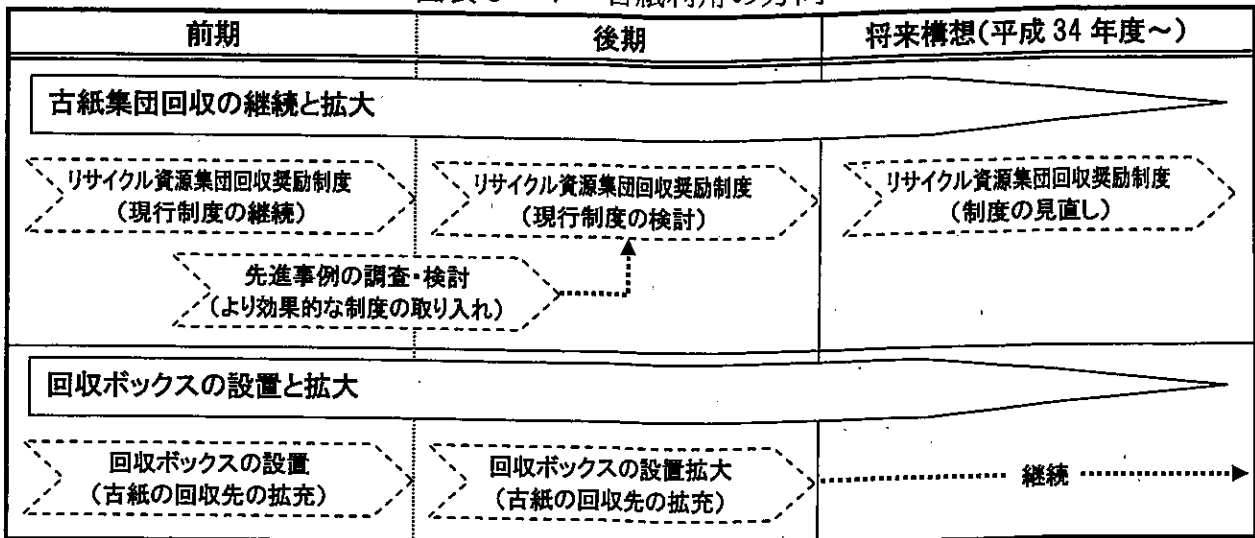 古紙利用の方向
前期
後期
将来構想(平成34年度～)
古紙集団回収の継続と拡大
リサイクル資源集団回収奨励制度
(現行制度の継続)
リサイクル資源集団回収奨励制度
(現行制度の検討)
リサイクル資源集団回収奨励制度
(制度の見直し)
先進事例の調査・検討
(より効果的な制度の取り入れ)
回収ボックスの設置と拡大
回収ボックスの設置
(古紙の回収先の拡充)
回収ボックスの設置拡大
(古紙の回収先の拡充)
継続